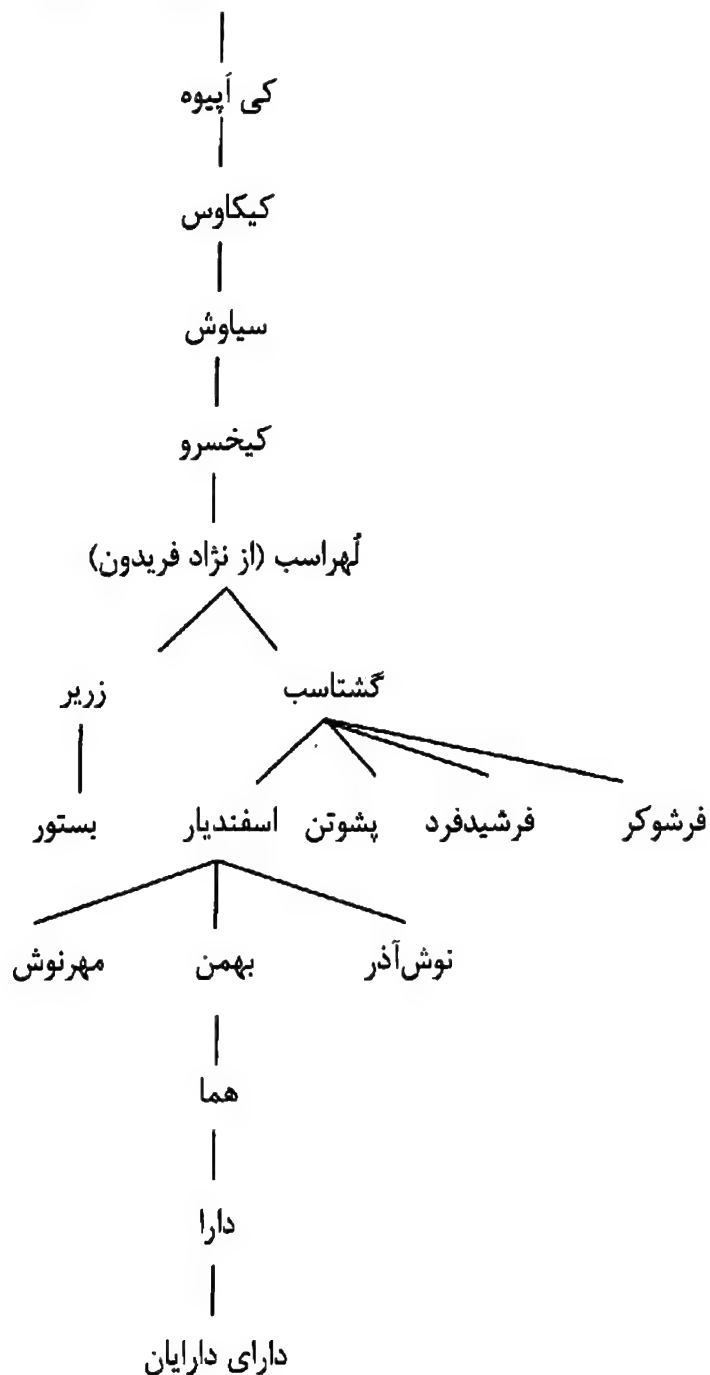 کی اَپیوه
کیکاوس
سیاوش
کیخسرو
لُهراسب (از نژاد فریدون)
گشتاسب زریر
فرشوکر فرشیدفرد پشوتن اسفندیار بستور
نوش‌آذر بهمن مهرنوش
هما
دارا
دارای دارایان